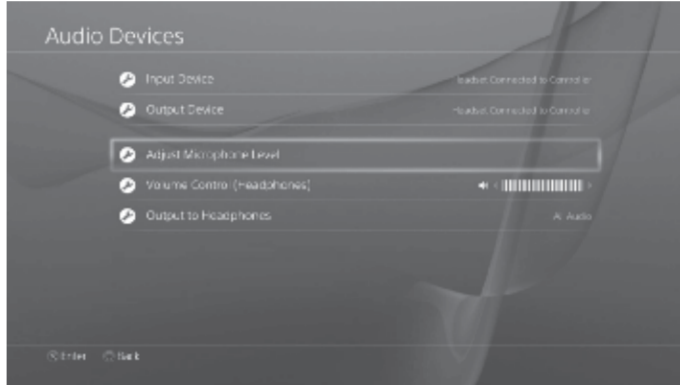 Audio Devices
Input Device Headset Connected to Controller
Output Device Headset Connected to Controller
Adjust Microphone Level
Volume Control (Headphones)
Output to Headphones All Audio
Enter Back